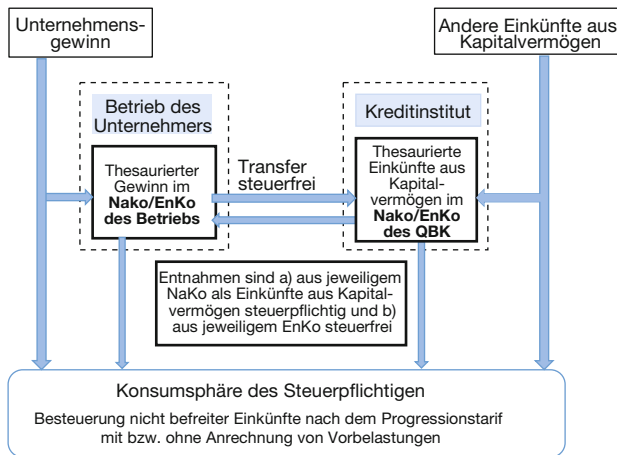 Unternehmens-
gewinn
Andere Einkünfte aus
Kapitalvermögen
Betrieb des
Unternehmers
Kreditinstitut
Thesaurierter
Gewinn im
Nako/EnKo
des Betriebs
Transfer
steuerfrei
Thesaurierte
Einkünfte aus
Kapital-
vermögen im
Nako/EnKo
des QBK
Entnahmen sind a) aus jeweiligem
NaKo als Einkünfte aus Kapital-
vermögen steuerpflichtig und b)
aus jeweiligem EnKo steuerfrei
Konsumsphäre des Steuerpflichtigen
Besteuerung nicht befreiter Einkünfte nach dem Progressionstarif
mit bzw. ohne Anrechnung von Vorbelastungen